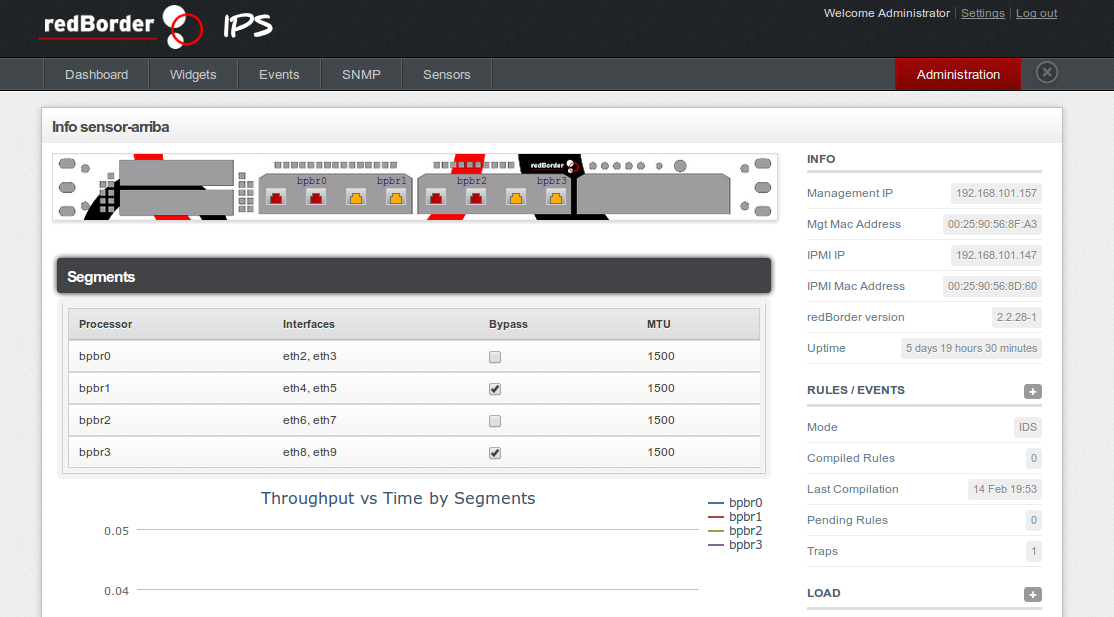 redBorder IPS
Welcome Administrator Settings Log out
Dashboard Widgets Events SNMP Sensors Administration
Info sensor-arriba
redBorder
bpbr0 bpbr1 bpbr2 bpbr3
Segments
Processor Interfaces Bypass MTU
bpbr0 eth2, eth3 1500
bpbr1 eth4, eth5 1500
bpbr2 eth6, eth7 1500
bpbr3 eth8, eth9 1500
Throughput vs Time by Segments
bpbr0
bpbr1
bpbr2
bpbr3
0.05
0.04
INFO
Management IP 192.168.101.157
Mgt Mac Address 00:25:90:56:8F:A3
IPMI IP 192.168.101.147
IPMI Mac Address 00:25:90:56:8D:60
redBorder version 2.2.28-1
Uptime 5 days 19 hours 30 minutes
RULES / EVENTS
Mode IDS
Compiled Rules 0
Last Compilation 14 Feb 19:53
Pending Rules 0
Traps 1
LOAD